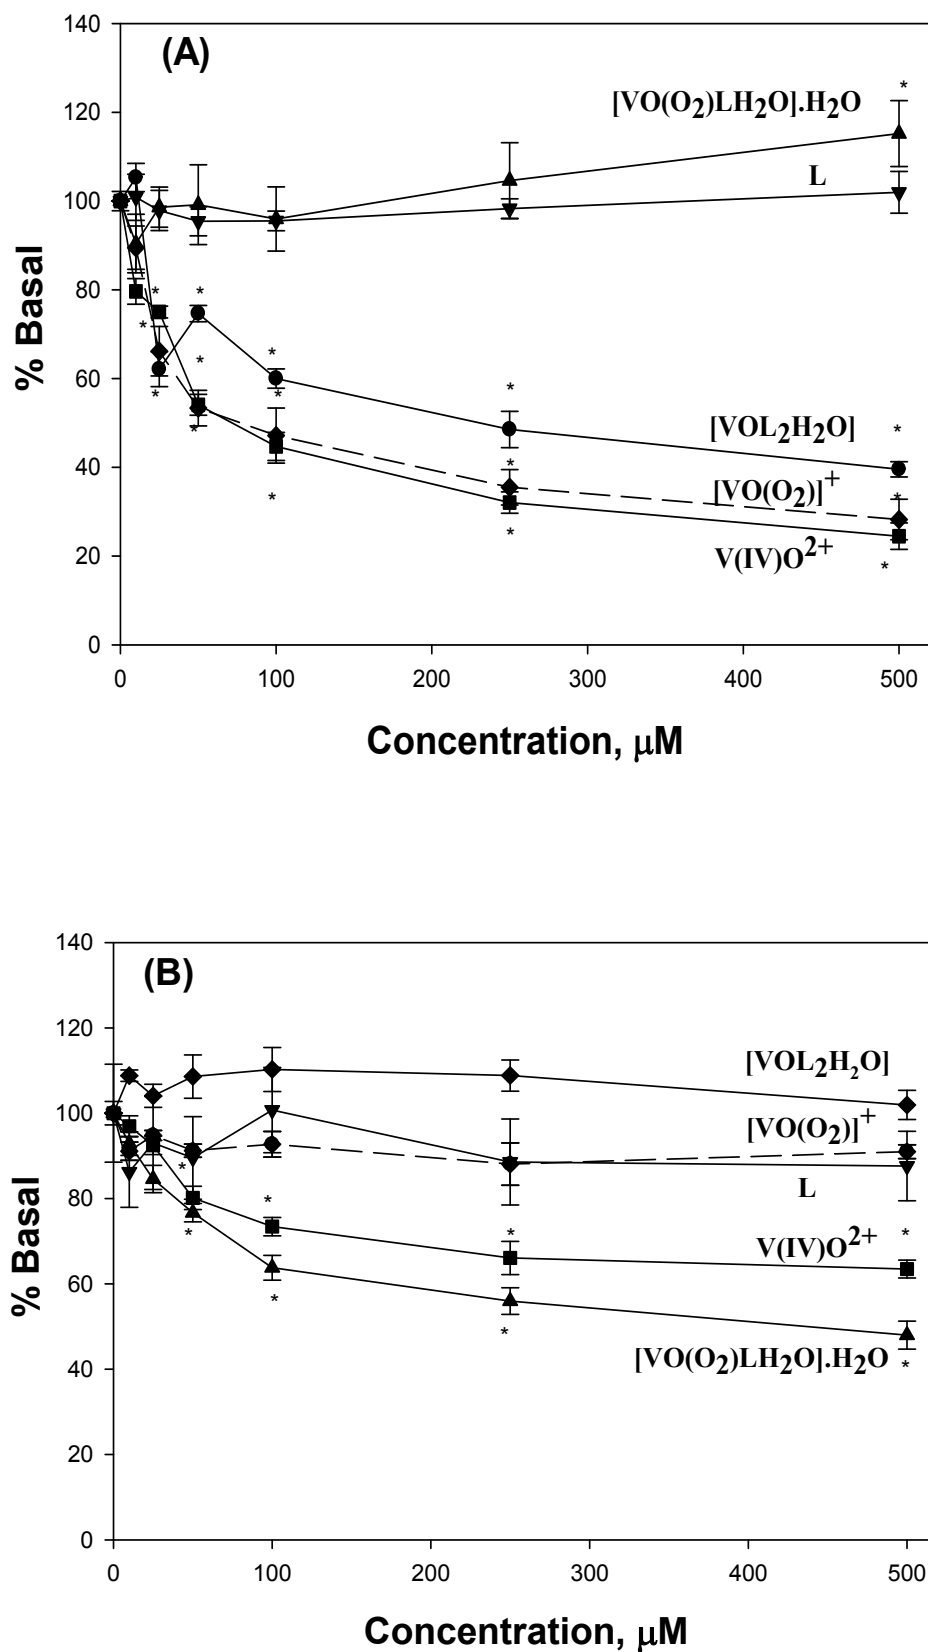 140
(A)
*
[VO(O2)LH2O].H2O
120
L
100
% Basal
80
* *
*
*
* *
60
* * *
*
*
[VOL2H2O]
40
*
[VO(O2)]+
*
*
*
V(IV)O2+
20
*
0
0 100 200 300 400 500
Concentration, μM
140
(B)
120
[VOL2H2O]
[VO(O2)]+
100
% Basal
L
*
80
*
* * *
V(IV)O2+
60
*
*
[VO(O2)LH2O].H2O
*
40
20
0
0 100 200 300 400 500
Concentration, μM